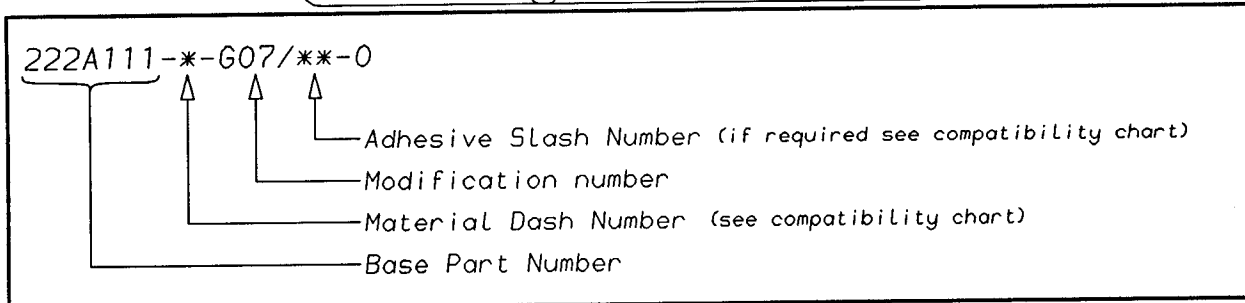 222A111-*-G07/**-0
Adhesive Slash Number (if required see compatibility chart)
Modification number
Material Dash Number (see compatibility chart)
Base Part Number